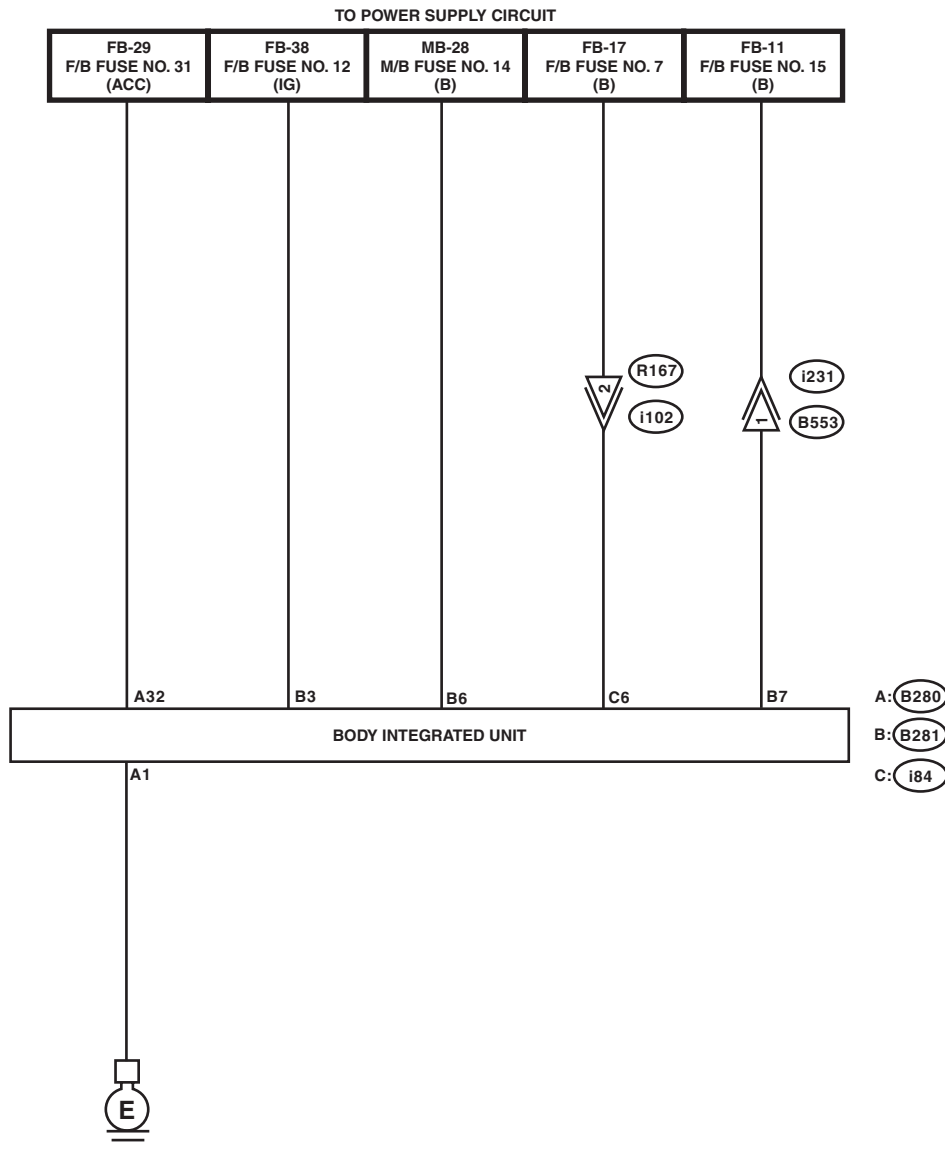 TO POWER SUPPLY CIRCUIT
FB-29
F/B FUSE NO. 31
(ACC)
FB-38
F/B FUSE NO. 12
(IG)
MB-28
M/B FUSE NO. 14
(B)
FB-17
F/B FUSE NO. 7
(B)
FB-11
F/B FUSE NO. 15
(B)
2
R167
i102
1
i231
B553
A32
B3
B6
C6
B7
BODY INTEGRATED UNIT
A: B280
B: B281
C: i84
A1
E